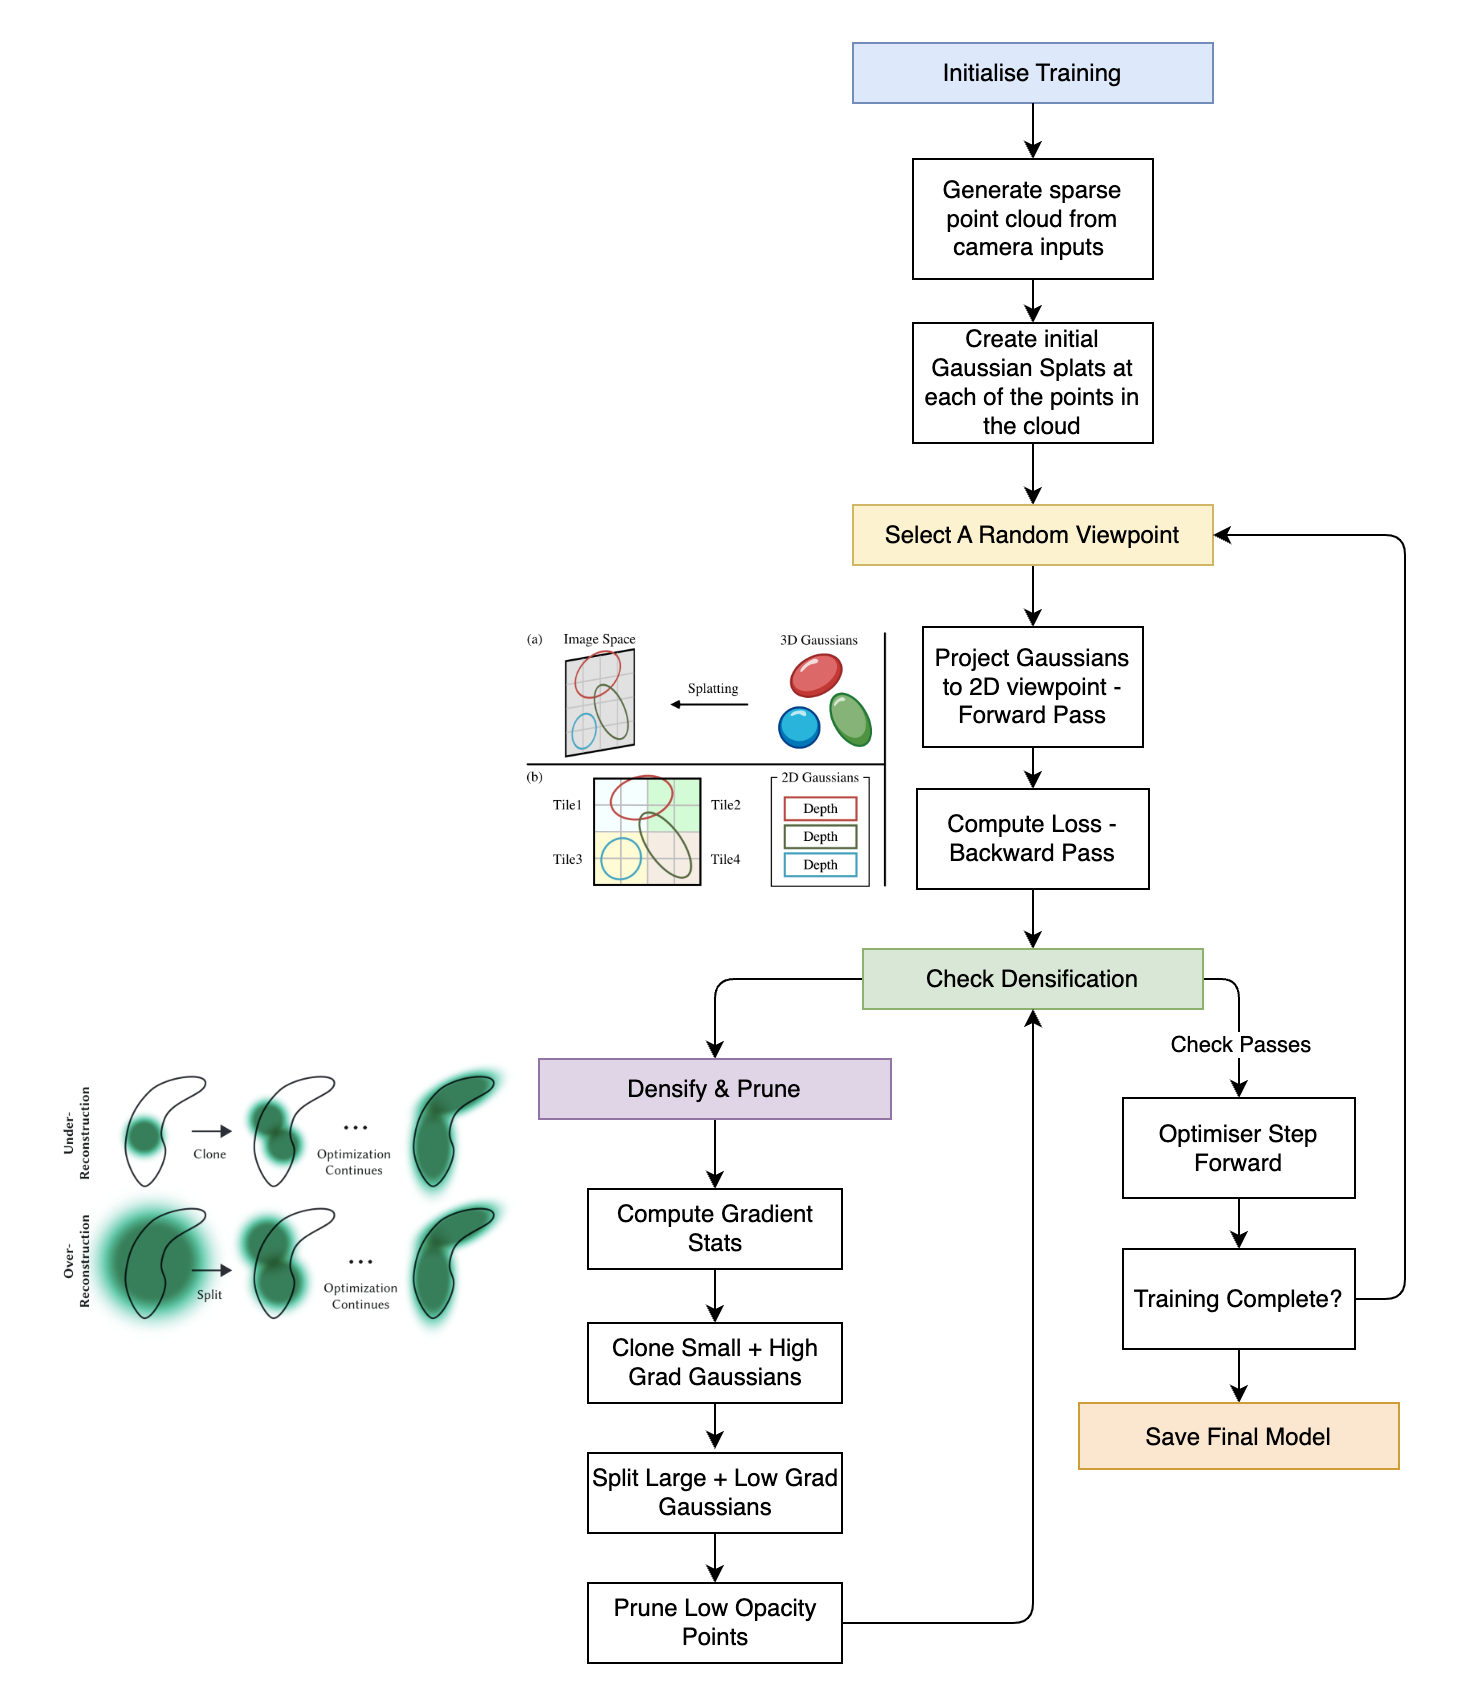 Initialise Training
Generate sparse
point cloud from
camera inputs
Create initial
Gaussian Splats at
each of the points in
the cloud
Select A Random Viewpoint
(a)
Image Space
3D Gaussians
Splatting
(b)
2D Gaussians
Tile1
Tile2
Tile3
Tile4
Depth
Depth
Depth
Project Gaussians
to 2D viewpoint -
Forward Pass
Compute Loss -
Backward Pass
Check Densification
Check Passes
Densify & Prune
Under-
Reconstruction
Clone
...
Optimization
Continues
Over-
Reconstruction
Split
...
Optimization
Continues
Compute Gradient
Stats
Clone Small + High
Grad Gaussians
Split Large + Low Grad
Gaussians
Prune Low Opacity
Points
Optimiser Step
Forward
Training Complete?
Save Final Model